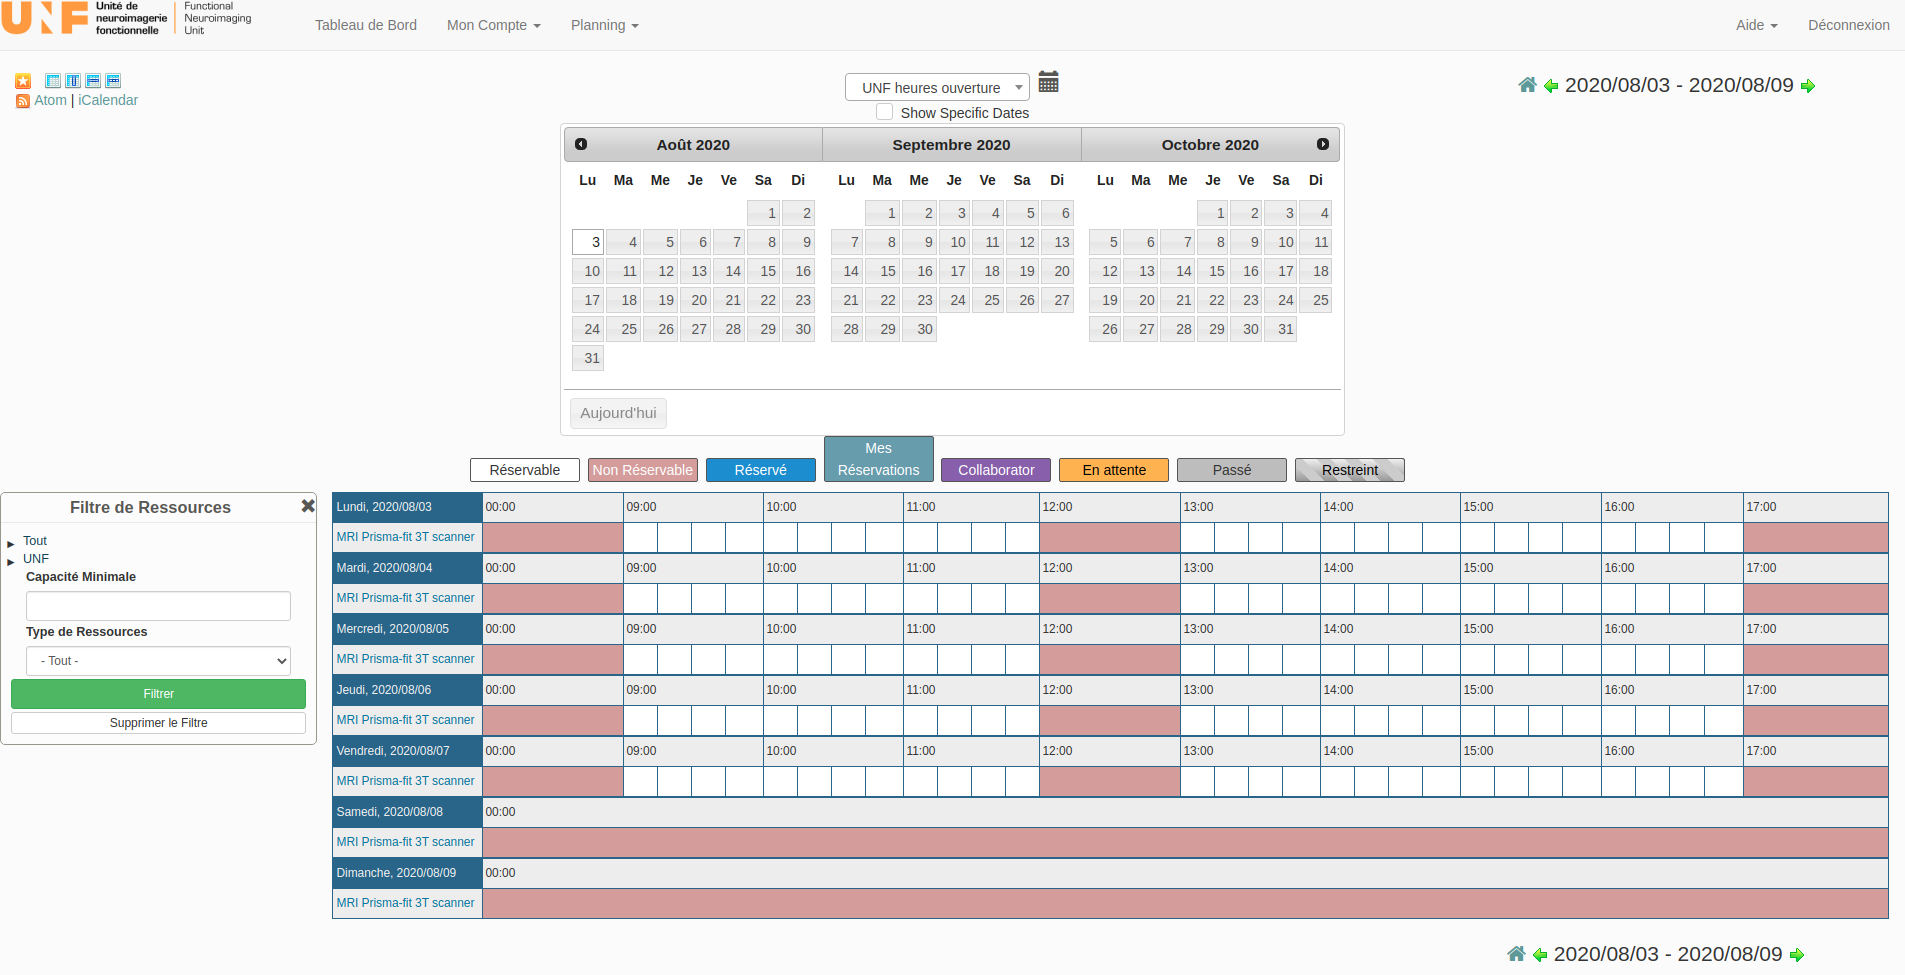 UNF Unité de neuroimagerie fonctionnelle | Functional Neuroimaging Unit
Tableau de Bord Mon Compte Planning Aide Déconnexion
Atom | iCalendar
UNF heures ouverture
Show Specific Dates
2020/08/03 - 2020/08/09
Août 2020 Septembre 2020 Octobre 2020
Lu Ma Me Je Ve Sa Di Lu Ma Me Je Ve Sa Di Lu Ma Me Je Ve Sa Di
1 2 1 2 3 4 5 6 1 2 3 4
3 4 5 6 7 8 9 7 8 9 10 11 12 13 5 6 7 8 9 10 11
10 11 12 13 14 15 16 14 15 16 17 18 19 20 12 13 14 15 16 17 18
17 18 19 20 21 22 23 21 22 23 24 25 26 27 19 20 21 22 23 24 25
24 25 26 27 28 29 30 28 29 30 26 27 28 29 30 31
31
Aujourd'hui
Réservable Non Réservable Réservé Mes Réservations Collaborator En attente Passé Restreint
Filtre de Ressources
Tout
UNF
Capacité Minimale
Type de Ressources
- Tout -
Filtrer
Supprimer le Filtre
Lundi, 2020/08/03 00:00 09:00 10:00 11:00 12:00 13:00 14:00 15:00 16:00 17:00
MRI Prisma-fit 3T scanner
Mardi, 2020/08/04 00:00 09:00 10:00 11:00 12:00 13:00 14:00 15:00 16:00 17:00
MRI Prisma-fit 3T scanner
Mercredi, 2020/08/05 00:00 09:00 10:00 11:00 12:00 13:00 14:00 15:00 16:00 17:00
MRI Prisma-fit 3T scanner
Jeudi, 2020/08/06 00:00 09:00 10:00 11:00 12:00 13:00 14:00 15:00 16:00 17:00
MRI Prisma-fit 3T scanner
Vendredi, 2020/08/07 00:00 09:00 10:00 11:00 12:00 13:00 14:00 15:00 16:00 17:00
MRI Prisma-fit 3T scanner
Samedi, 2020/08/08 00:00
MRI Prisma-fit 3T scanner
Dimanche, 2020/08/09 00:00
MRI Prisma-fit 3T scanner
2020/08/03 - 2020/08/09